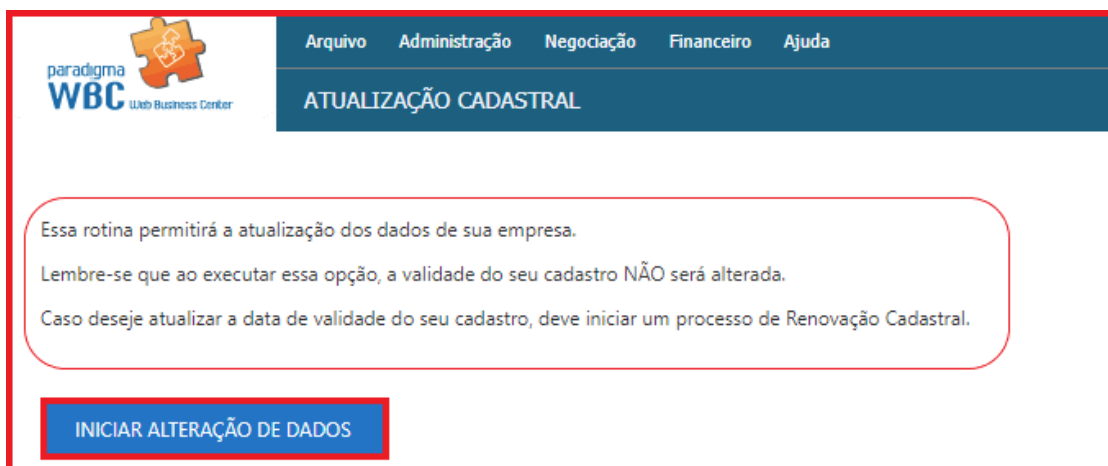 paradigma
WBC Web Business Center
Arquivo Administração Negociação Financeiro Ajuda
ATUALIZAÇÃO CADASTRAL
Essa rotina permitirá a atualização dos dados de sua empresa.
Lembre-se que ao executar essa opção, a validade do seu cadastro NÃO será alterada.
Caso deseje atualizar a data de validade do seu cadastro, deve iniciar um processo de Renovação Cadastral.
INICIAR ALTERAÇÃO DE DADOS